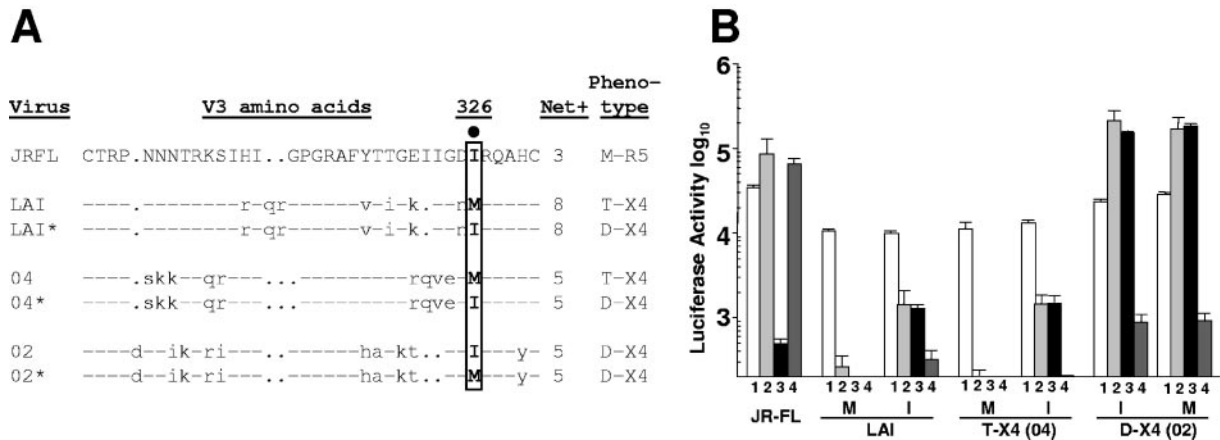 A
Pheno-
Virus V3 amino acids 326 Net+ type
JRFL CTRP.NNNTRKSIHI..GPGRAFYTTGEIIGDIRQAHC 3 M-R5
LAI ----.--------r-qr------v-i-k.--nM----- 8 T-X4
LAI* ----.--------r-qr------v-i-k.--nI----- 8 D-X4
04 ----.skk--qr---...---------rqve-M----- 5 T-X4
04* ----.skk--qr---...---------rqve-I----- 5 D-X4
02 ----d--ik-ri---..------ha-kt..--I---y- 5 D-X4
02* ----d--ik-ri---..------ha-kt..--M---y- 5 D-X4
B
Luciferase Activity log10
6
5
4
3
1 2 3 4 1 2 3 4 1 2 3 4 1 2 3 4 1 2 3 4 1 2 3 4 1 2 3 4
JR-FL M I M I I M
LAI T-X4 (04) D-X4 (02)